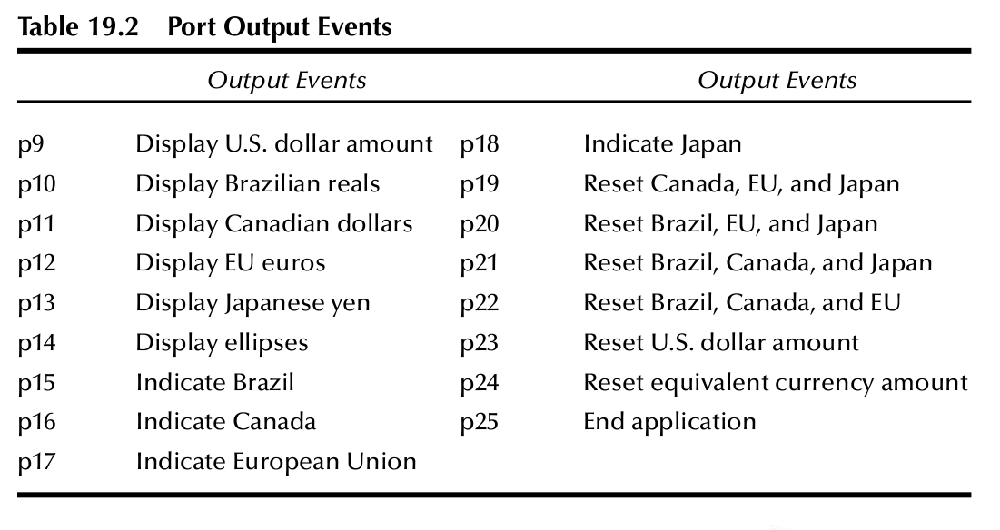 Table 19.2 Port Output Events
Output Events Output Events
p9 Display U.S. dollar amount p18 Indicate Japan
p10 Display Brazilian reals p19 Reset Canada, EU, and Japan
p11 Display Canadian dollars p20 Reset Brazil, EU, and Japan
p12 Display EU euros p21 Reset Brazil, Canada, and Japan
p13 Display Japanese yen p22 Reset Brazil, Canada, and EU
p14 Display ellipses p23 Reset U.S. dollar amount
p15 Indicate Brazil p24 Reset equivalent currency amount
p16 Indicate Canada p25 End application
p17 Indicate European Union